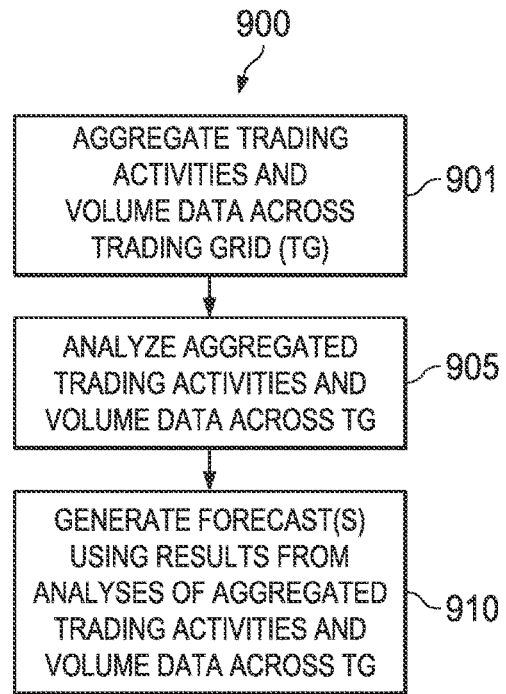 900
AGGREGATE TRADING
ACTIVITIES AND
VOLUME DATA ACROSS
TRADING GRID (TG)
901
ANALYZE AGGREGATED
TRADING ACTIVITIES AND
VOLUME DATA ACROSS TG
905
GENERATE FORECAST(S)
USING RESULTS FROM
ANALYSES OF AGGREGATED
TRADING ACTIVITIES AND
VOLUME DATA ACROSS TG
910